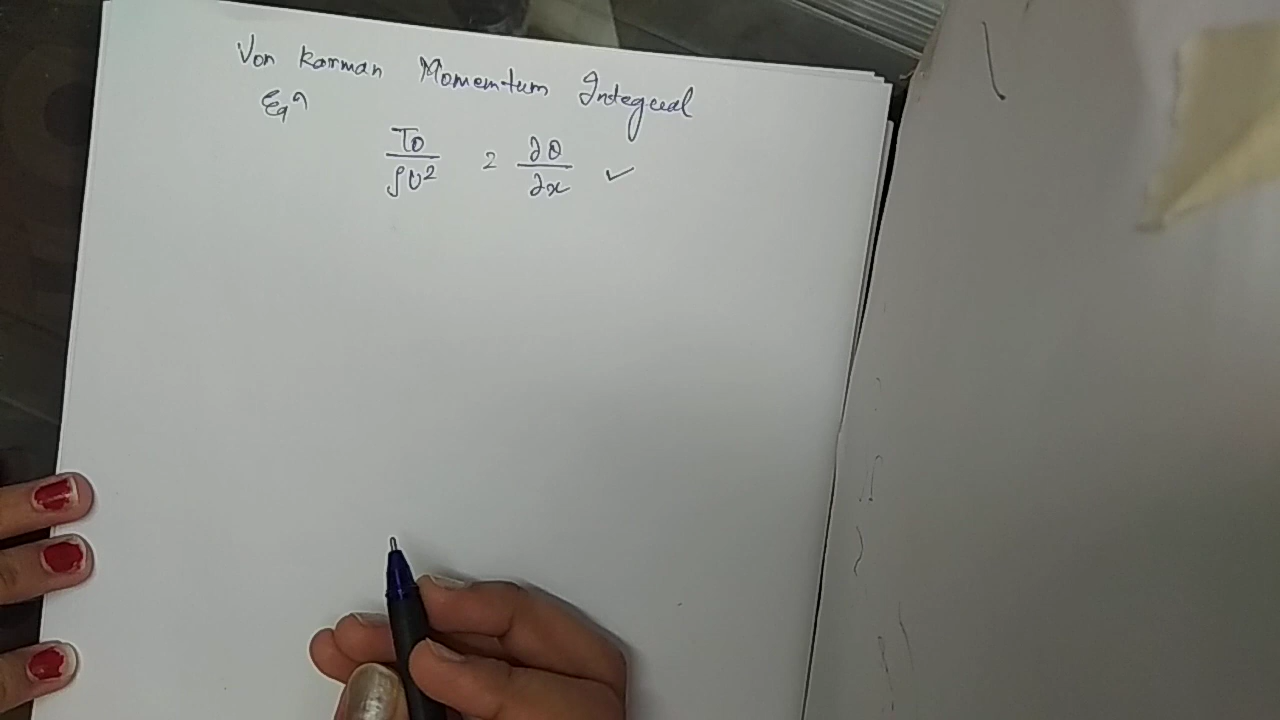 Von Karman Momentum Integral
Eqⁿ
τ₀/ρU² = ∂θ/∂x ✓